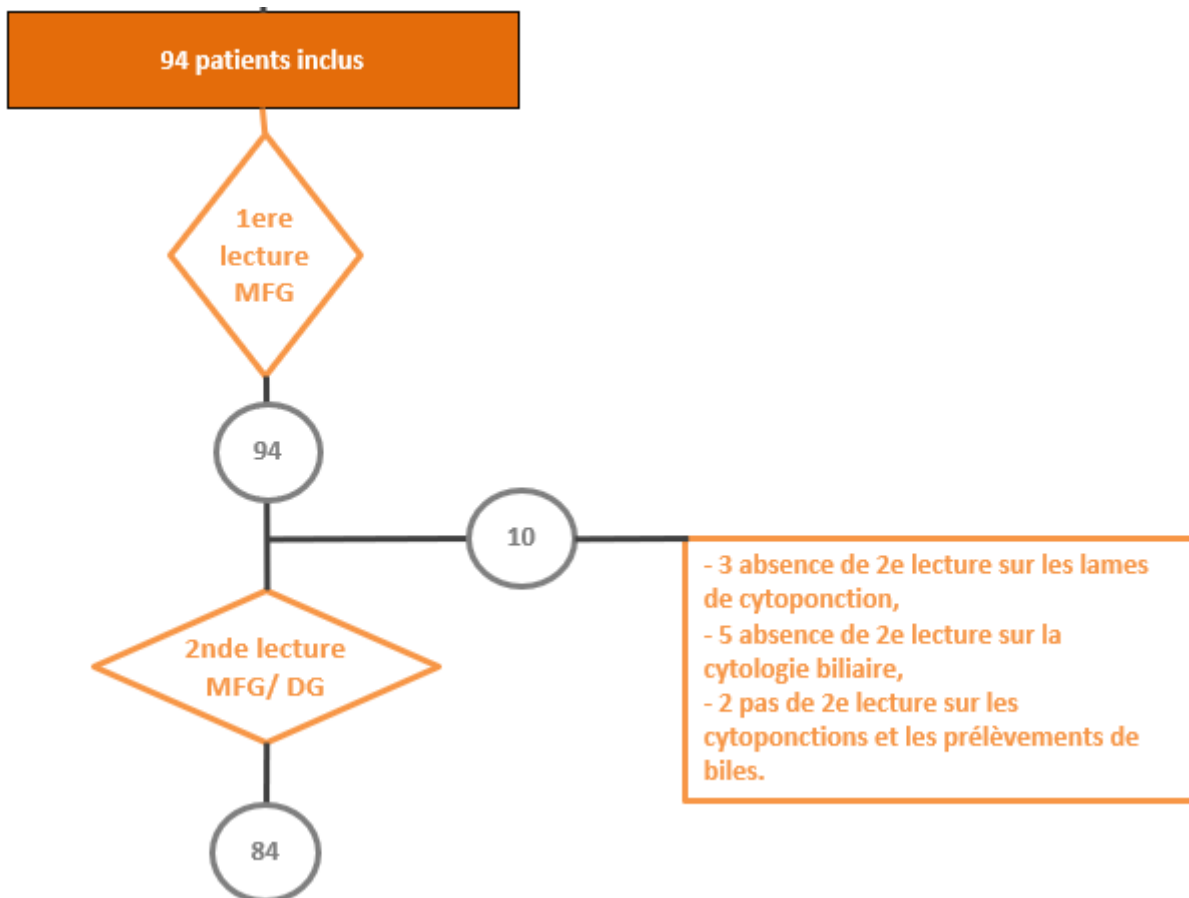 94 patients inclus
1ere
lecture
MFG
94
10
- 3 absence de 2e lecture sur les lames
de cytoponction,
- 5 absence de 2e lecture sur la
cytologie biliaire,
- 2 pas de 2e lecture sur les
cytoponctions et les prélèvements de
biles.
2nde lecture
MFG/ DG
84